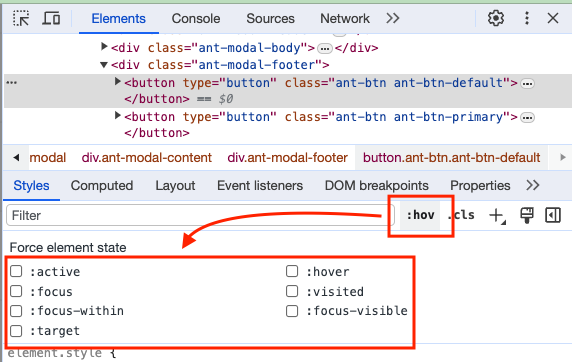 Elements Console Sources Network
<div class="ant-modal-body"> … </div>
<div class="ant-modal-footer">
… <button type="button" class="ant-btn ant-btn-default"> …
</button> == $0
<button type="button" class="ant-btn ant-btn-primary"> …
</button>
modal div.ant-modal-content div.ant-modal-footer button.ant-btn.ant-btn-default
Styles Computed Layout Event listeners DOM breakpoints Properties
Filter :hov .cls
Force element state
:active :hover
:focus :visited
:focus-within :focus-visible
:target
element.style {